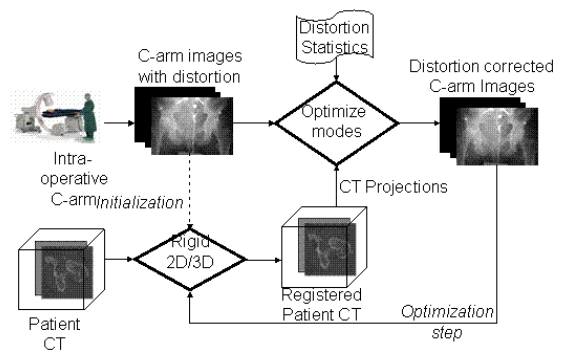 Distortion
Statistics
C-arm images
with distortion
Distortion corrected
C-arm Images
Optimize
modes
Intra-
operative
C-arm
Initialization
CT Projections
Rigid
2D/3D
Registered
Patient CT
Optimization
step
Patient
CT